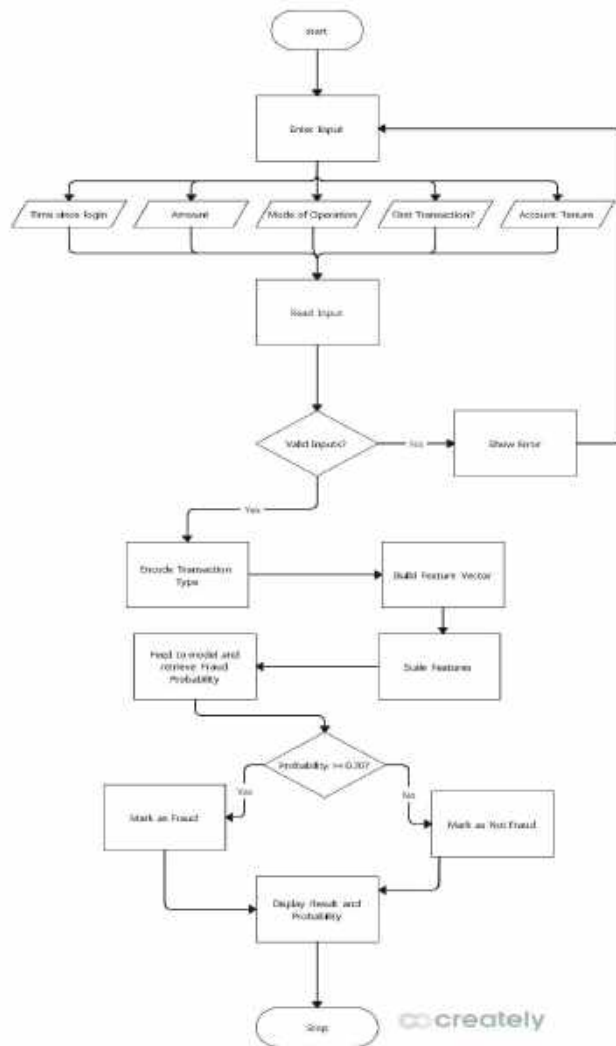 Start
Enter Input
Time since login
Amount
Mode of Operation
First Transaction?
Account Tenure
Read Input
Valid Inputs?
No
Show Error
Yes
Encode Transaction
Type
Build Feature Vector
Feed to model and
retrieve Fraud
Probability
Scale Features
Probability >=
Yes
No
Mark as Fraud
Mark as Not Fraud
Display Result and
Probability
Stop
creately